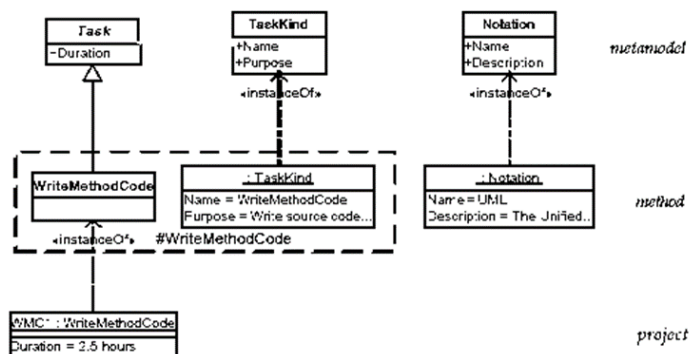 Task
+Duration
TaskKind
+Name
+Purpose
Notation
+Name
+Description
metamodel
«instanceOf»
«instanceOf»
WriteMethodCode
: TaskKind
Name = WriteMethodCode
Purpose = Write source code...
: Notation
Name = UML
Description = The Unified...
method
«instanceOf»
#WriteMethodCode
WMC1 : WriteMethodCode
Duration = 2.5 hours
project